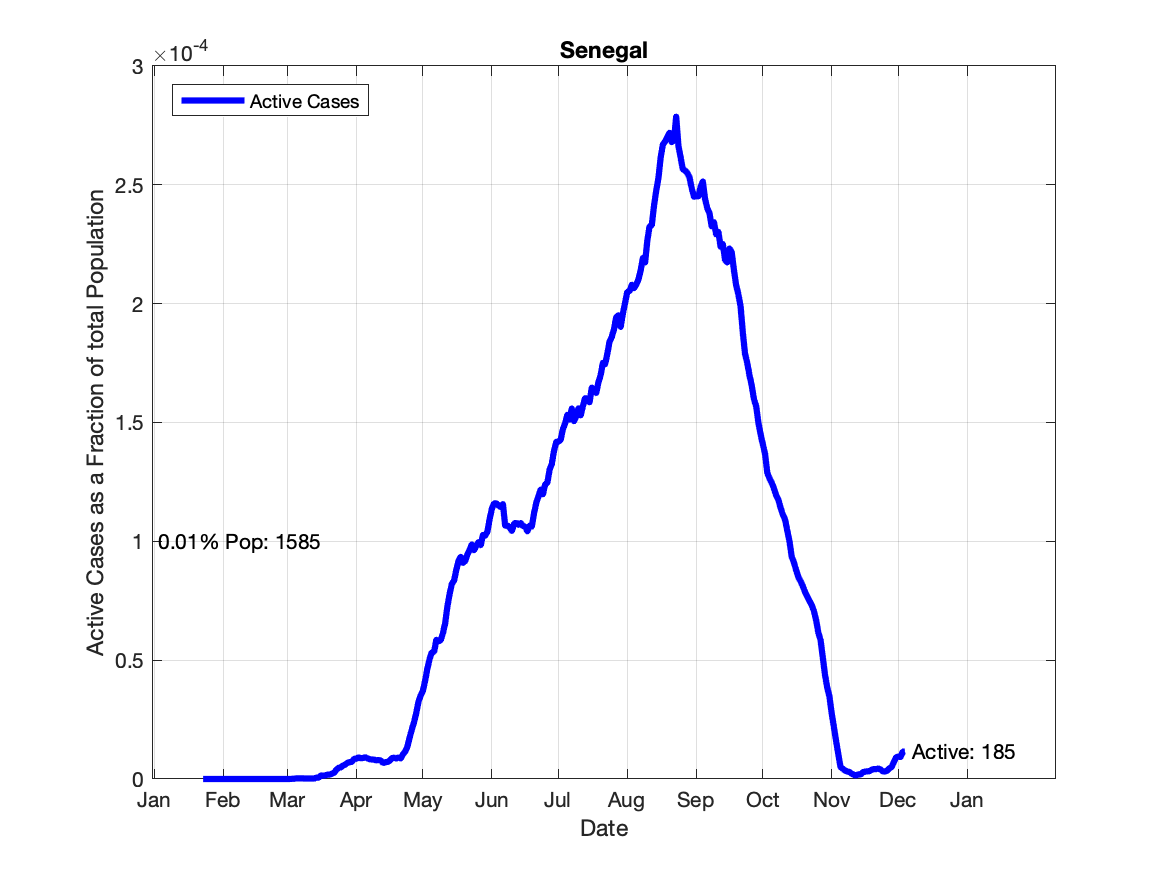 Senegal
×10-4
Active Cases
3
2.5
2
1.5
1
0.5
0
Active Cases as a Fraction of total Population
0.01% Pop: 1585
Active: 185
Jan Feb Mar Apr May Jun Jul Aug Sep Oct Nov Dec Jan
Date